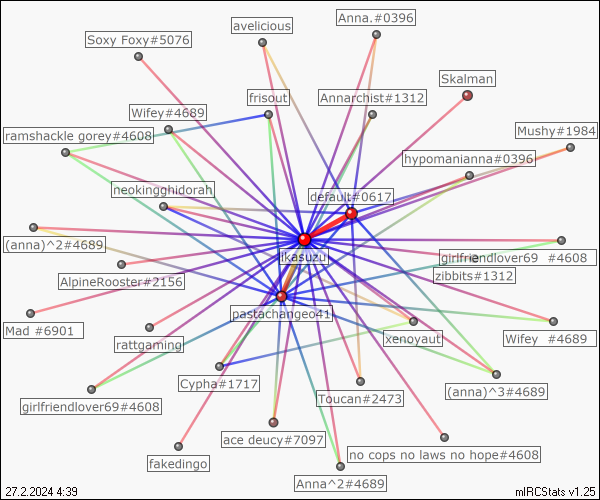 Anna.#0396
avelicious
Soxy Foxy#5076
Skalman
frisout
Annarchist#1312
Wifey#4689
Mushy#1984
ramshackle gorey#4608
hypomanianna#0396
neokingghidorah
default#0617
(anna)^2#4689
ikasuzu
girlfriendlover69 #4608
zibbits#1312
AlpineRooster#2156
pastachangeo41
Mad #6901
rattgaming
xenoyaut
Wifey #4689
Cypha#1717
Toucan#2473
(anna)^3#4689
girlfriendlover69#4608
ace deucy#7097
no cops no laws no hope#4608
fakedingo
Anna^2#4689
27.2.2024 4:39
mIRCStats v1.25